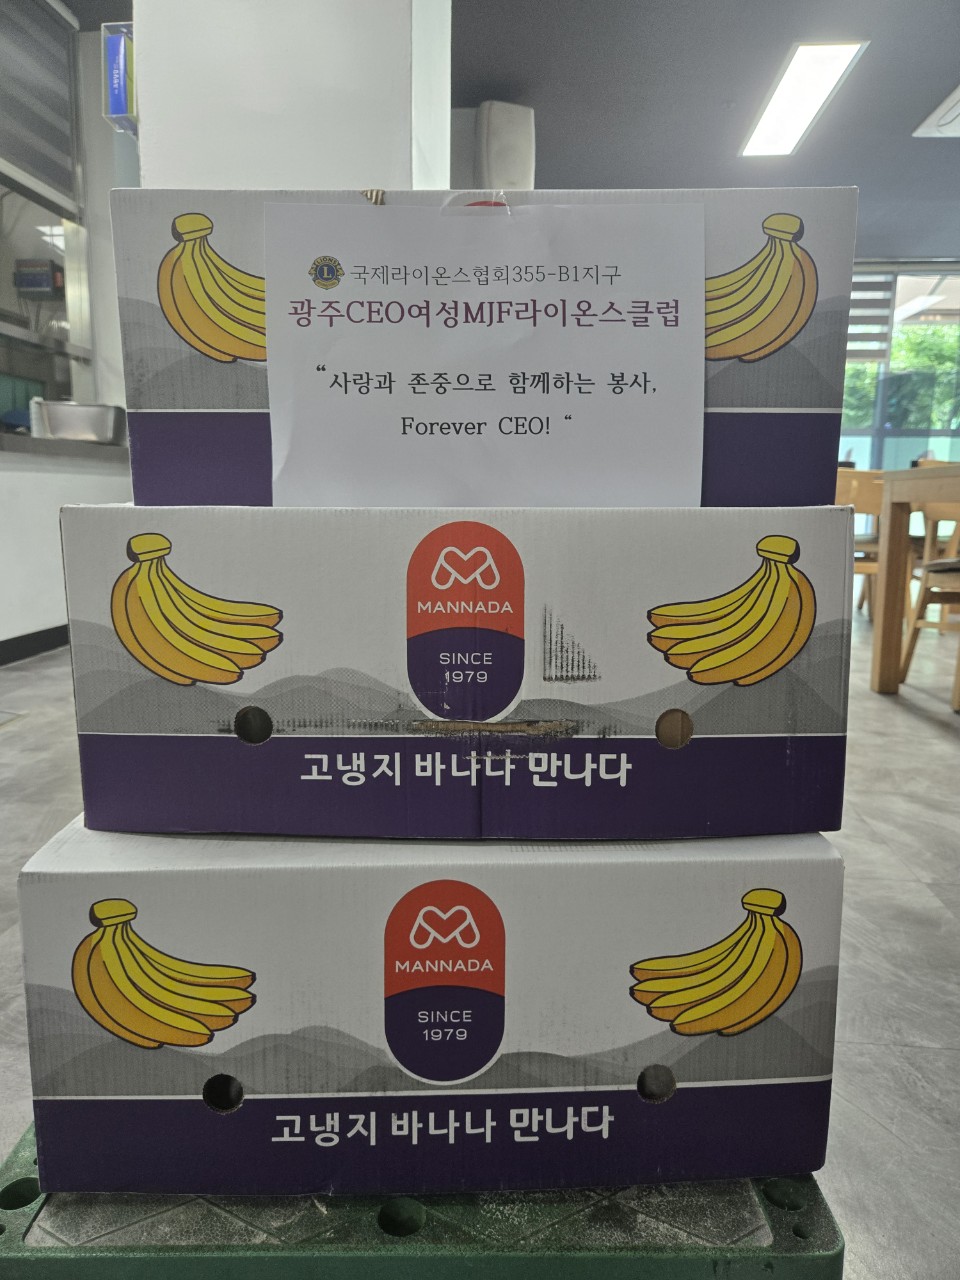 국제라이온스협회355-B1지구
광주CEO여성MJF라이온스클럽
“사랑과 존중으로 함께하는 봉사,
Forever CEO! “
MANNADA
SINCE
1979
고냉지 바나나 만나다
MANNADA
SINCE
1979
고냉지 바나나 만나다